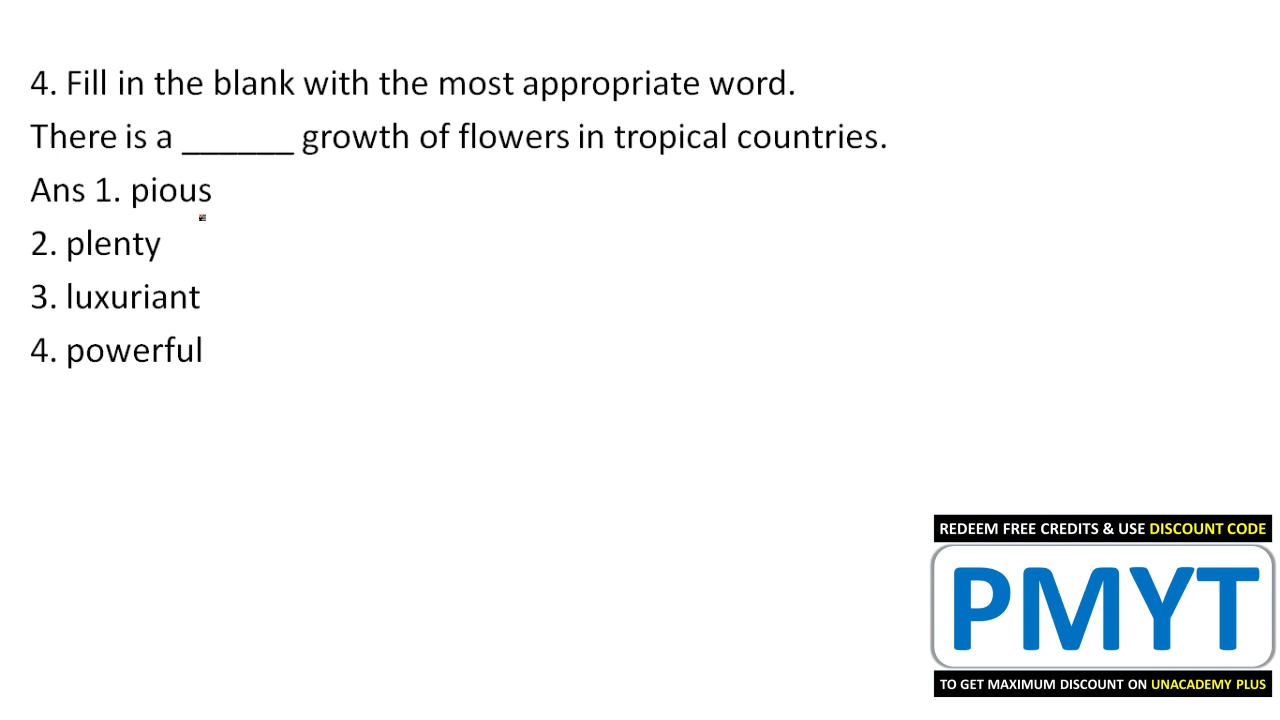 4. Fill in the blank with the most appropriate word.
There is a ______ growth of flowers in tropical countries.
Ans 1. pious
2. plenty
3. luxuriant
4. powerful
REDEEM FREE CREDITS & USE DISCOUNT CODE
PMYT
TO GET MAXIMUM DISCOUNT ON UNACADEMY PLUS